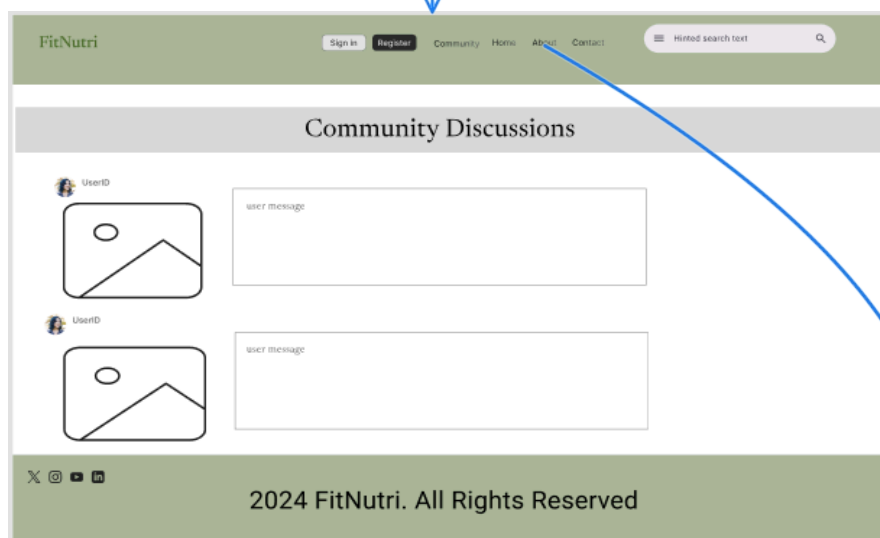 FitNutri
Sign in Register Community Home About Contact Hinted search text
Community Discussions
UserID
user message
UserID
user message
2024 FitNutri. All Rights Reserved